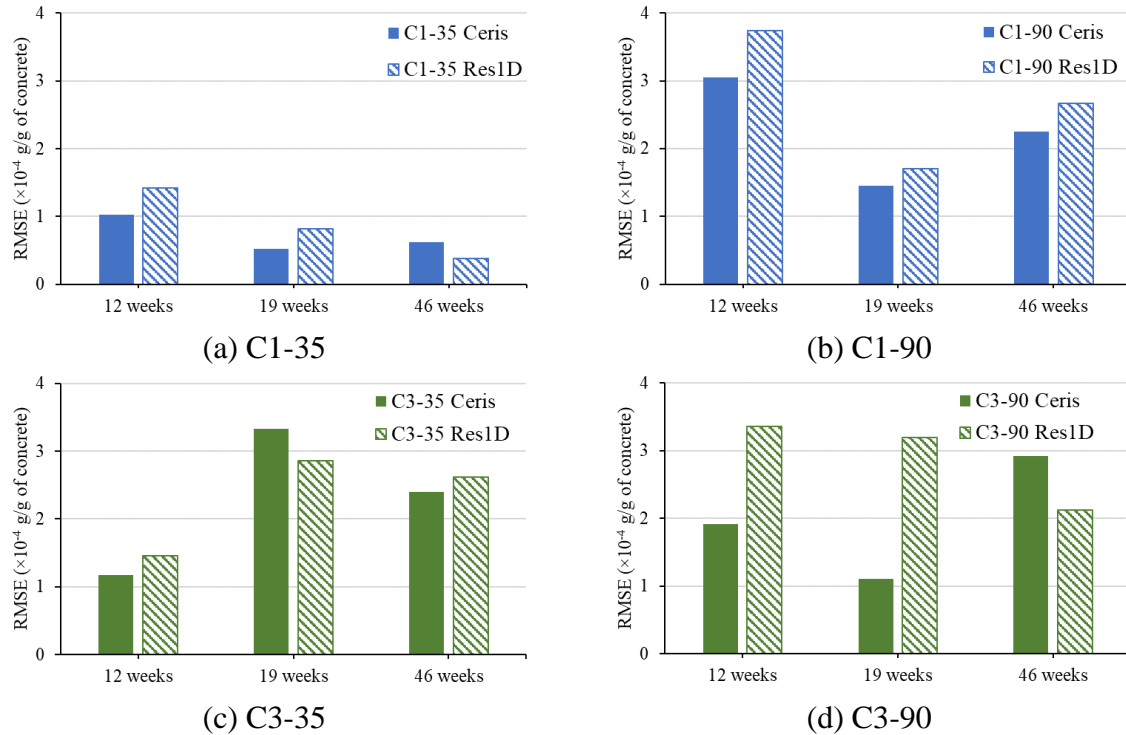 RMSE (×10⁻⁴ g/g of concrete)
4
3
2
1
0
C1-35 Ceris
C1-35 Res1D
12 weeks
19 weeks
46 weeks
(a) C1-35
RMSE (×10⁻⁴ g/g of concrete)
4
3
2
1
0
C1-90 Ceris
C1-90 Res1D
12 weeks
19 weeks
46 weeks
(b) C1-90
RMSE (×10⁻⁴ g/g of concrete)
4
3
2
1
0
C3-35 Ceris
C3-35 Res1D
12 weeks
19 weeks
46 weeks
(c) C3-35
RMSE (×10⁻⁴ g/g of concrete)
4
3
2
1
0
C3-90 Ceris
C3-90 Res1D
12 weeks
19 weeks
46 weeks
(d) C3-90